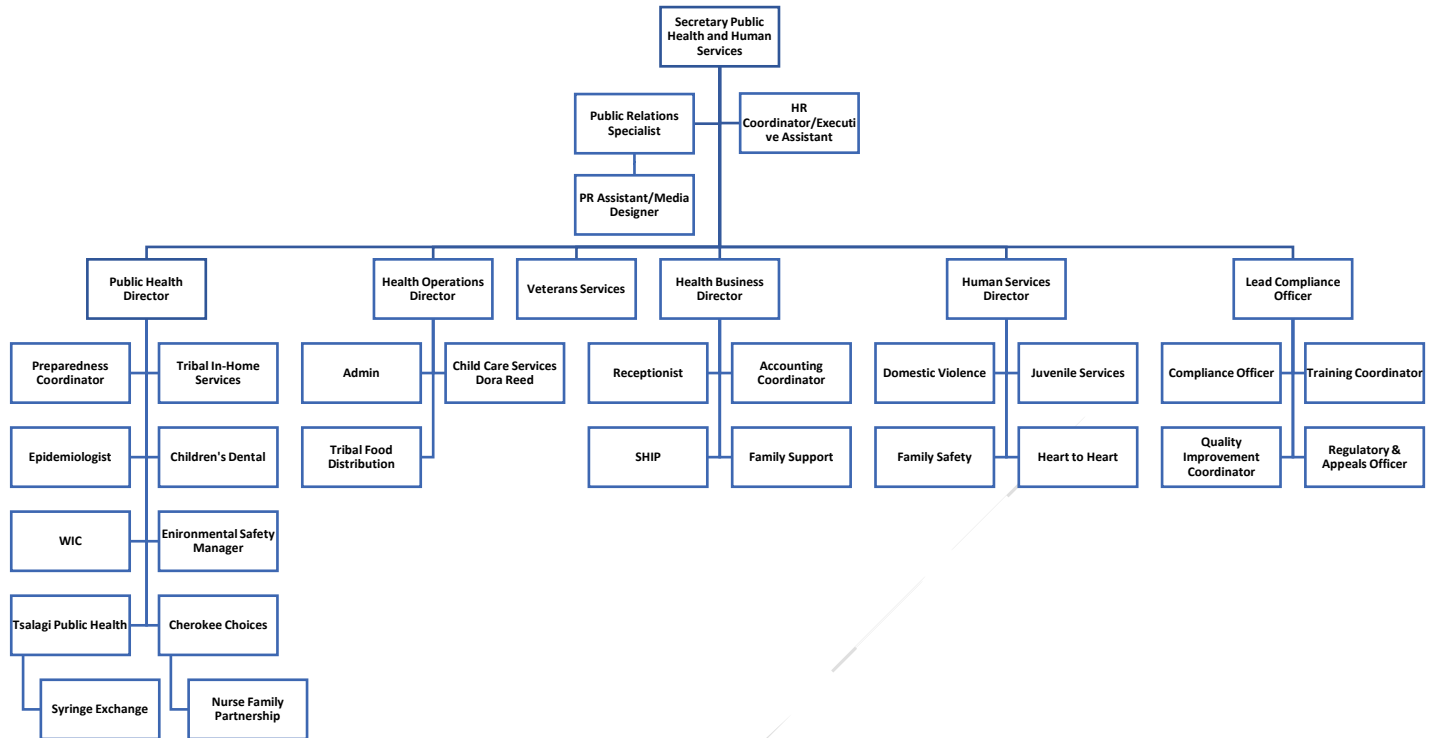 Secretary Public
Health and Human
Services
Public Relations
Specialist
HR
Coordinator/Executi
ve Assistant
PR Assistant/Media
Designer
Public Health
Director
Health Operations
Director
Veterans Services
Health Business
Director
Human Services
Director
Lead Compliance
Officer
Preparedness
Coordinator
Tribal In-Home
Services
Admin
Child Care Services
Dora Reed
Receptionist
Accounting
Coordinator
Domestic Violence
Juvenile Services
Compliance Officer
Training Coordinator
Epidemiologist
Children's Dental
Tribal Food
Distribution
SHIP
Family Support
Family Safety
Heart to Heart
Quality
Improvement
Coordinator
Regulatory &
Appeals Officer
WIC
Enironmental Safety
Manager
Tsalagi Public Health
Cherokee Choices
Syringe Exchange
Nurse Family
Partnership